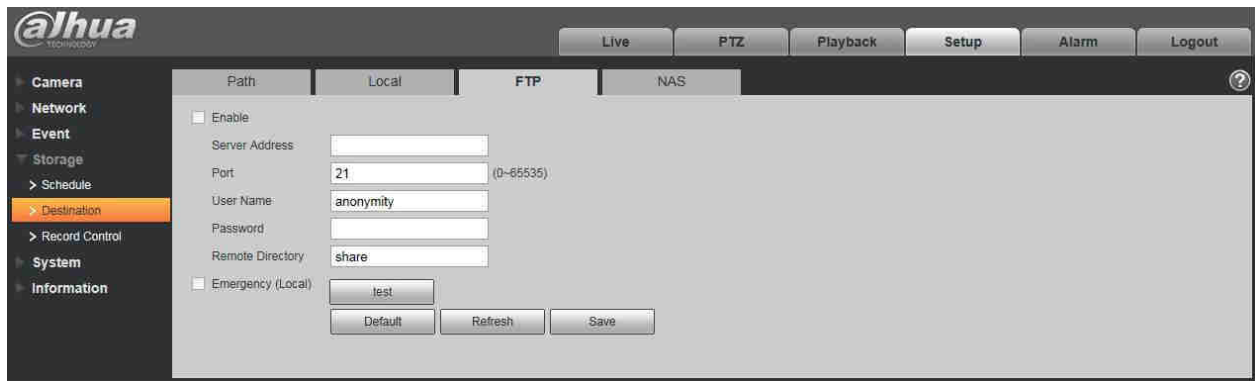 alhua
TECHNOLOGY
Live PTZ Playback Setup Alarm Logout
Camera
Network
Event
Storage
> Schedule
> Destination
> Record Control
System
Information
Path Local FTP NAS
?
Enable
Server Address
Port 21 (0~65535)
User Name anonymity
Password
Remote Directory share
Emergency (Local) test
Default Refresh Save